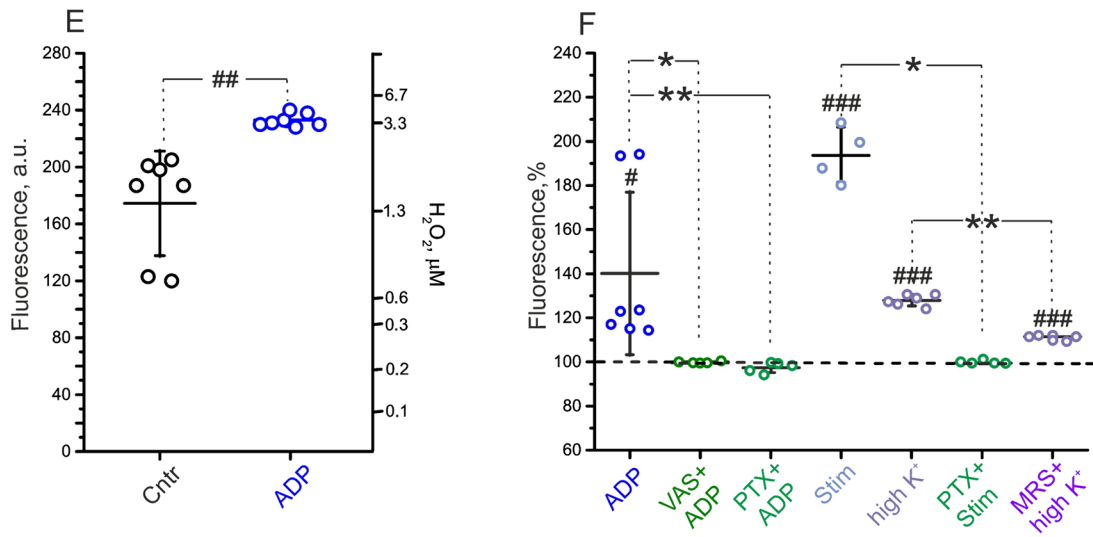 E
280
240
200
160
120
80
40
0
Fluorescence, a.u.
##
6.7
3.3
1.3
0.6
0.3
0.2
0.1
H₂O₂, μM
Cntr
ADP
F
240
220
200
180
160
140
120
100
80
60
Fluorescence,%
*
**
#
###
*
###
**
###
ADP
VAS+
ADP
PTX+
ADP
Stim
high K⁺
PTX+
Stim
MRS+
high K⁺